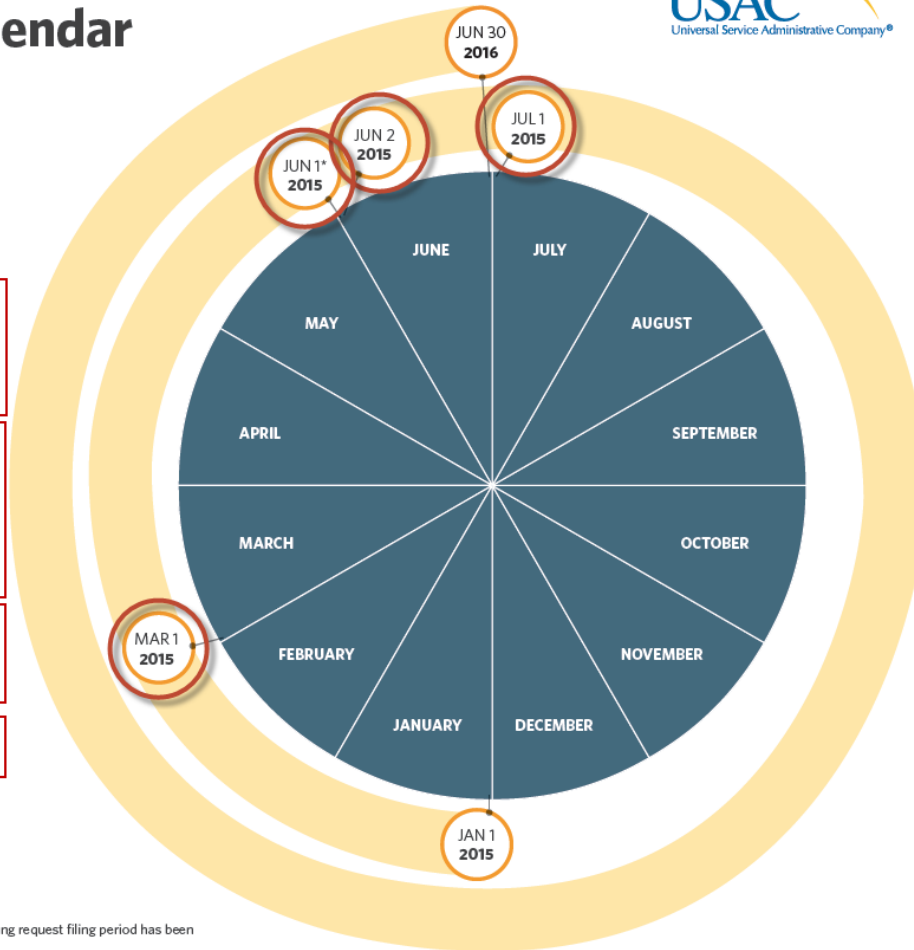 endar
USAC
Universal Service Administrative Company®
JUN 30
2016
JUL 1
2015
JUN 2
2015
JUN 1*
2015
JUNE
JULY
MAY
AUGUST
APRIL
SEPTEMBER
MARCH
OCTOBER
MAR 1
2015
FEBRUARY
NOVEMBER
JANUARY
DECEMBER
JAN 1
2015
ng request filing period has been